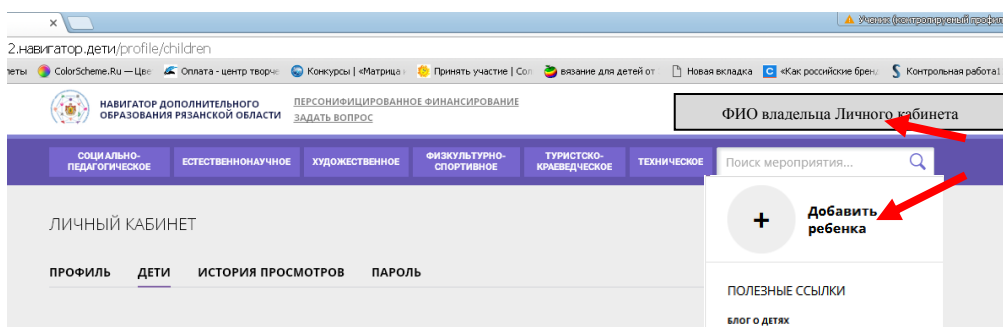 Ученик (контролируемый профиль
2.навигатор.дети/profile/children
ColorScheme.Ru — Цве Оплата - центр творче Конкурсы | «Матрица Принять участие | Сол вязание для детей от Новая вкладка «Как российские брен Контрольная работа1
НАВИГАТОР ДОПОЛНИТЕЛЬНОГО
ОБРАЗОВАНИЯ РЯЗАНСКОЙ ОБЛАСТИ
ПЕРСОНИФИЦИРОВАННОЕ ФИНАНСИРОВАНИЕ
ЗАДАТЬ ВОПРОС
ФИО владельца Личного кабинета
СОЦИАЛЬНО-
ПЕДАГОГИЧЕСКОЕ
ЕСТЕСТВЕННОНАУЧНОЕ
ХУДОЖЕСТВЕННОЕ
ФИЗКУЛЬТУРНО-
СПОРТИВНОЕ
ТУРИСТСКО-
КРАЕВЕДЧЕСКОЕ
ТЕХНИЧЕСКОЕ
Поиск мероприятия...
+
Добавить
ребенка
ЛИЧНЫЙ КАБИНЕТ
ПРОФИЛЬ ДЕТИ ИСТОРИЯ ПРОСМОТРОВ ПАРОЛЬ
ПОЛЕЗНЫЕ ССЫЛКИ
БЛОГ О ДЕТЯХ